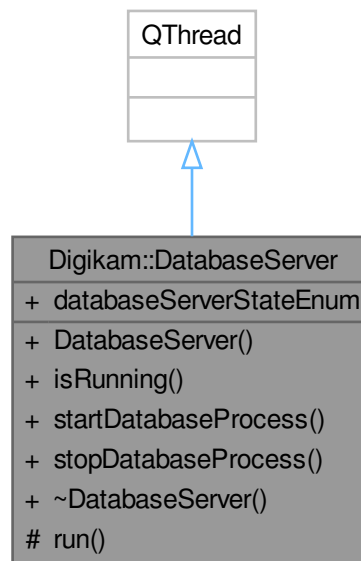 QThread
Digikam::DatabaseServer
+ databaseServerStateEnum
+ DatabaseServer()
+ isRunning()
+ startDatabaseProcess()
+ stopDatabaseProcess()
+ ~DatabaseServer()
# run()